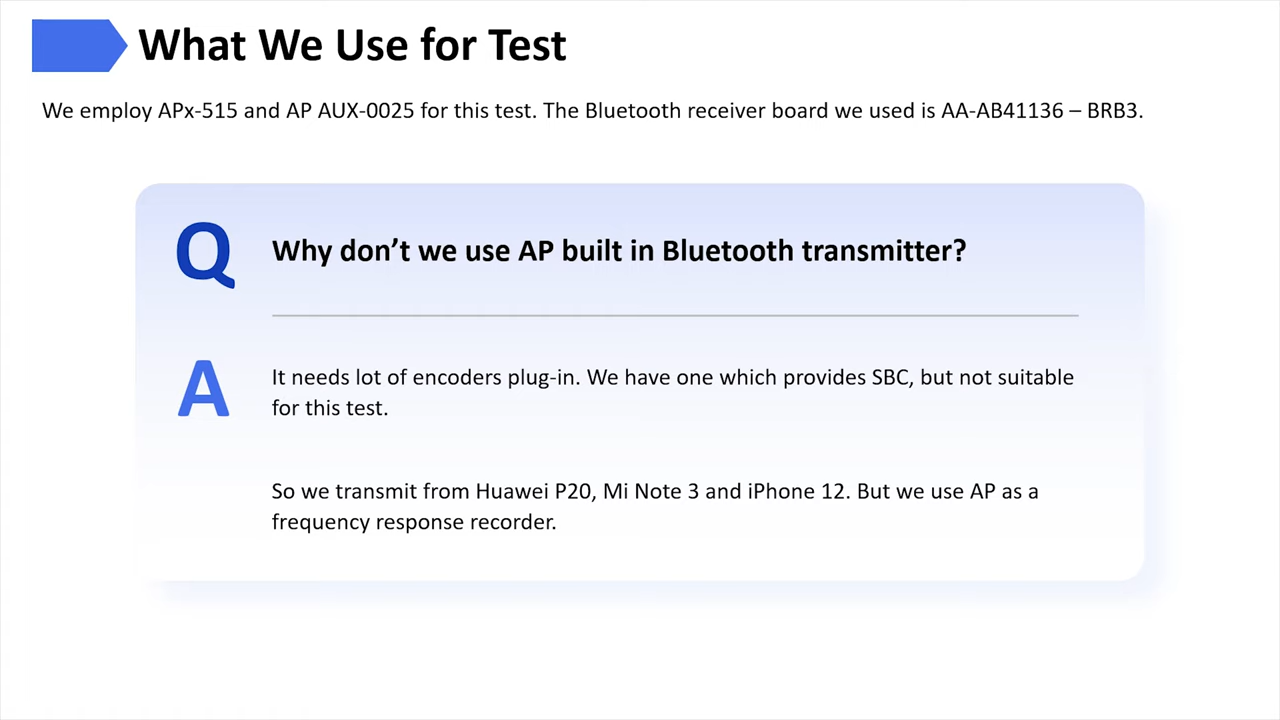 What We Use for Test
We employ APx-515 and AP AUX-0025 for this test. The Bluetooth receiver board we used is AA-AB41136 – BRB3.
Q
Why don’t we use AP built in Bluetooth transmitter?
A
It needs lot of encoders plug-in. We have one which provides SBC, but not suitable
for this test.
So we transmit from Huawei P20, Mi Note 3 and iPhone 12. But we use AP as a
frequency response recorder.